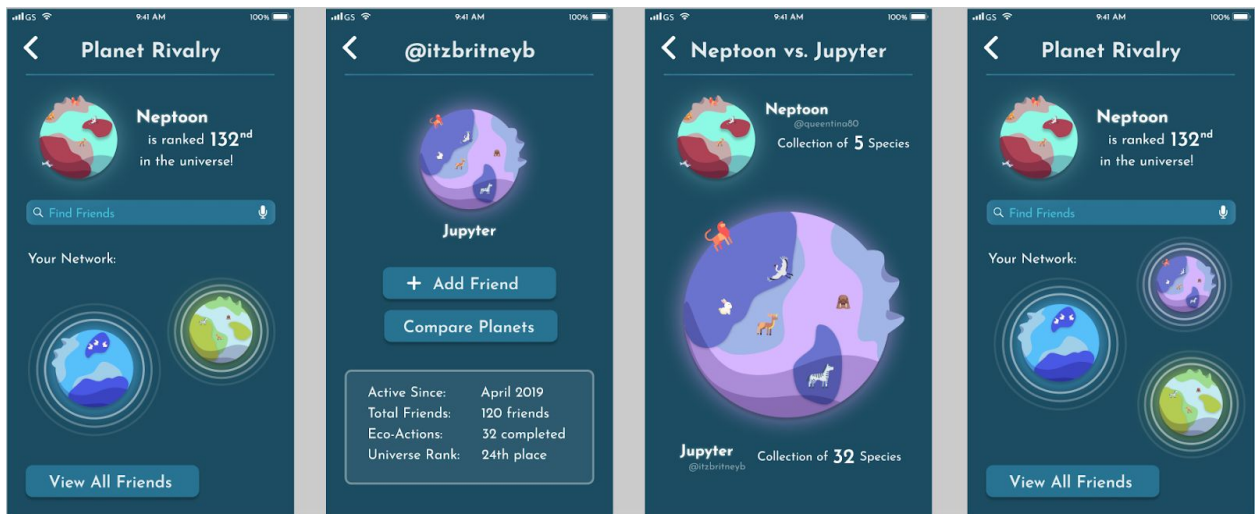 GS 9:41 AM 100%
Planet Rivalry
Neptoon
is ranked 132nd
in the universe!
Find Friends
Your Network:
View All Friends
GS 9:41 AM 100%
@itzbritneyb
Jupyter
+ Add Friend
Compare Planets
Active Since: April 2019
Total Friends: 120 friends
Eco-Actions: 32 completed
Universe Rank: 24th place
GS 9:41 AM 100%
Neptoon vs. Jupyter
Neptoon
@queentina80
Collection of 5 Species
Jupyter
@itzbritneyb
Collection of 32 Species
GS 9:41 AM 100%
Planet Rivalry
Neptoon
is ranked 132nd
in the universe!
Find Friends
Your Network:
View All Friends